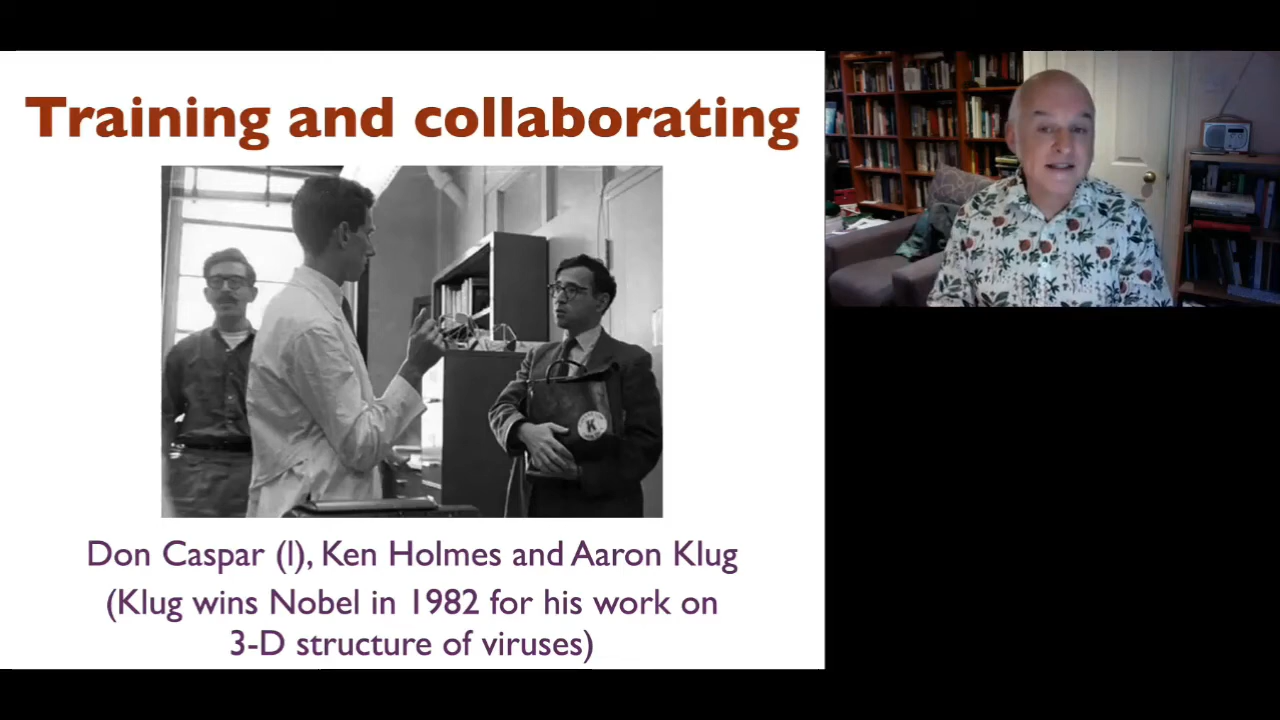 Training and collaborating
K
Don Caspar (l), Ken Holmes and Aaron Klug
(Klug wins Nobel in 1982 for his work on
3-D structure of viruses)